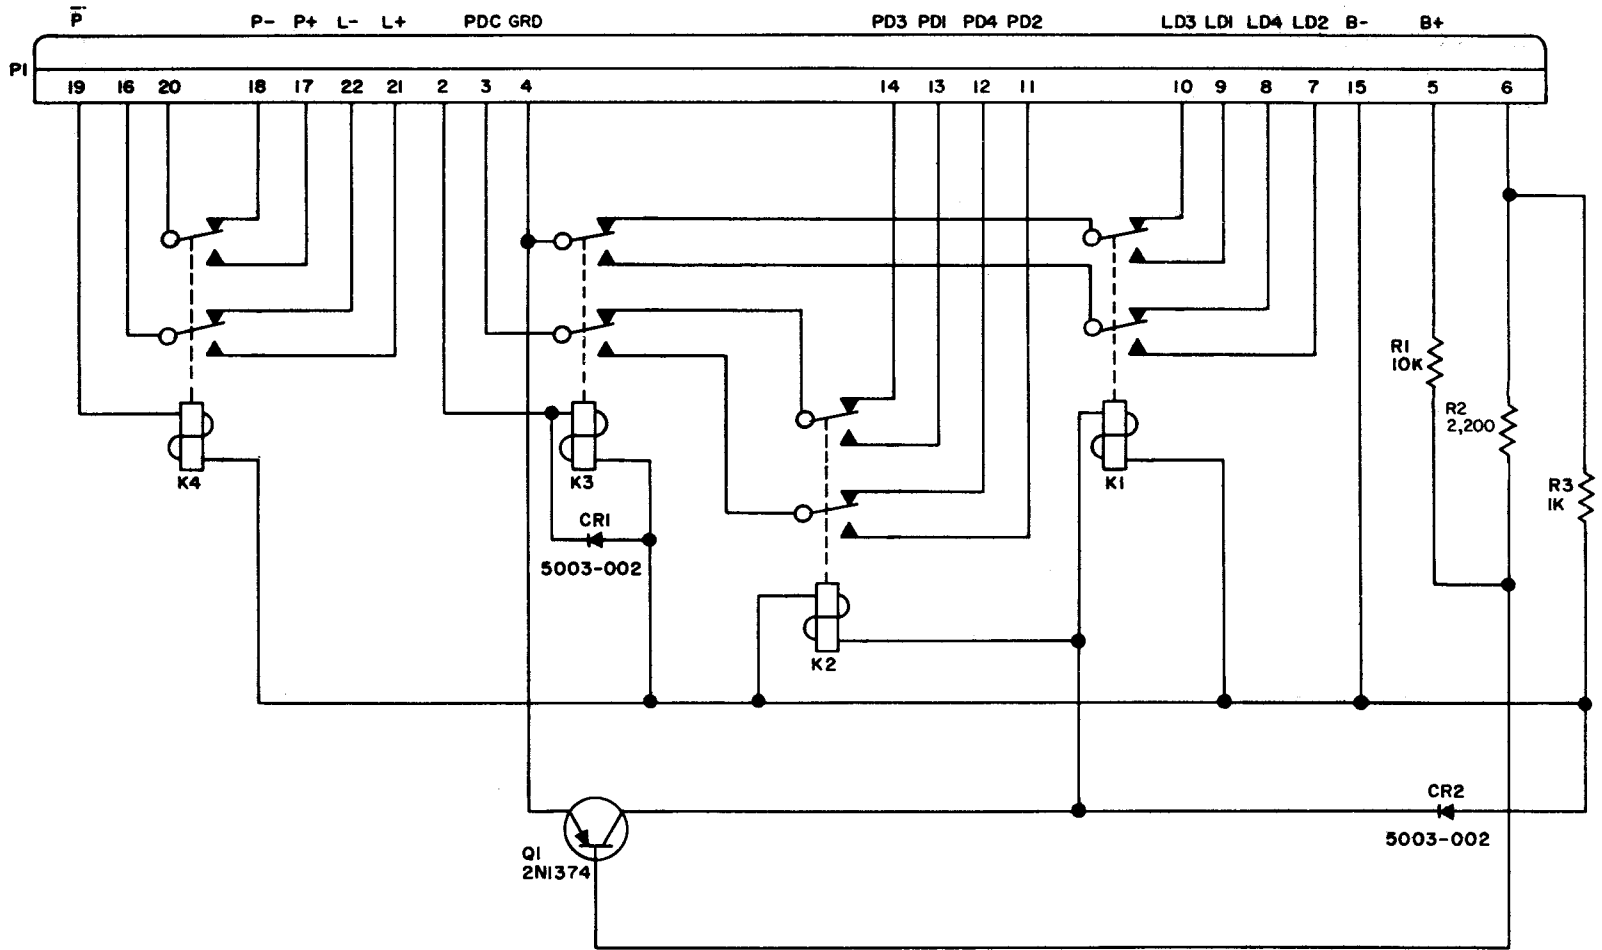 P̅ P- P+ L- L+ PDC GRD PD3 PD1 PD4 PD2 LD3 LD1 LD4 LD2 B- B+
P1
19 16 20 18 17 22 21 2 3 4 14 13 12 11 10 9 8 7 15 5 6
R1
10K
R2
2,200
R3
1K
K4
K3
K1
CR1
5003-002
K2
CR2
5003-002
Q1
2N1374